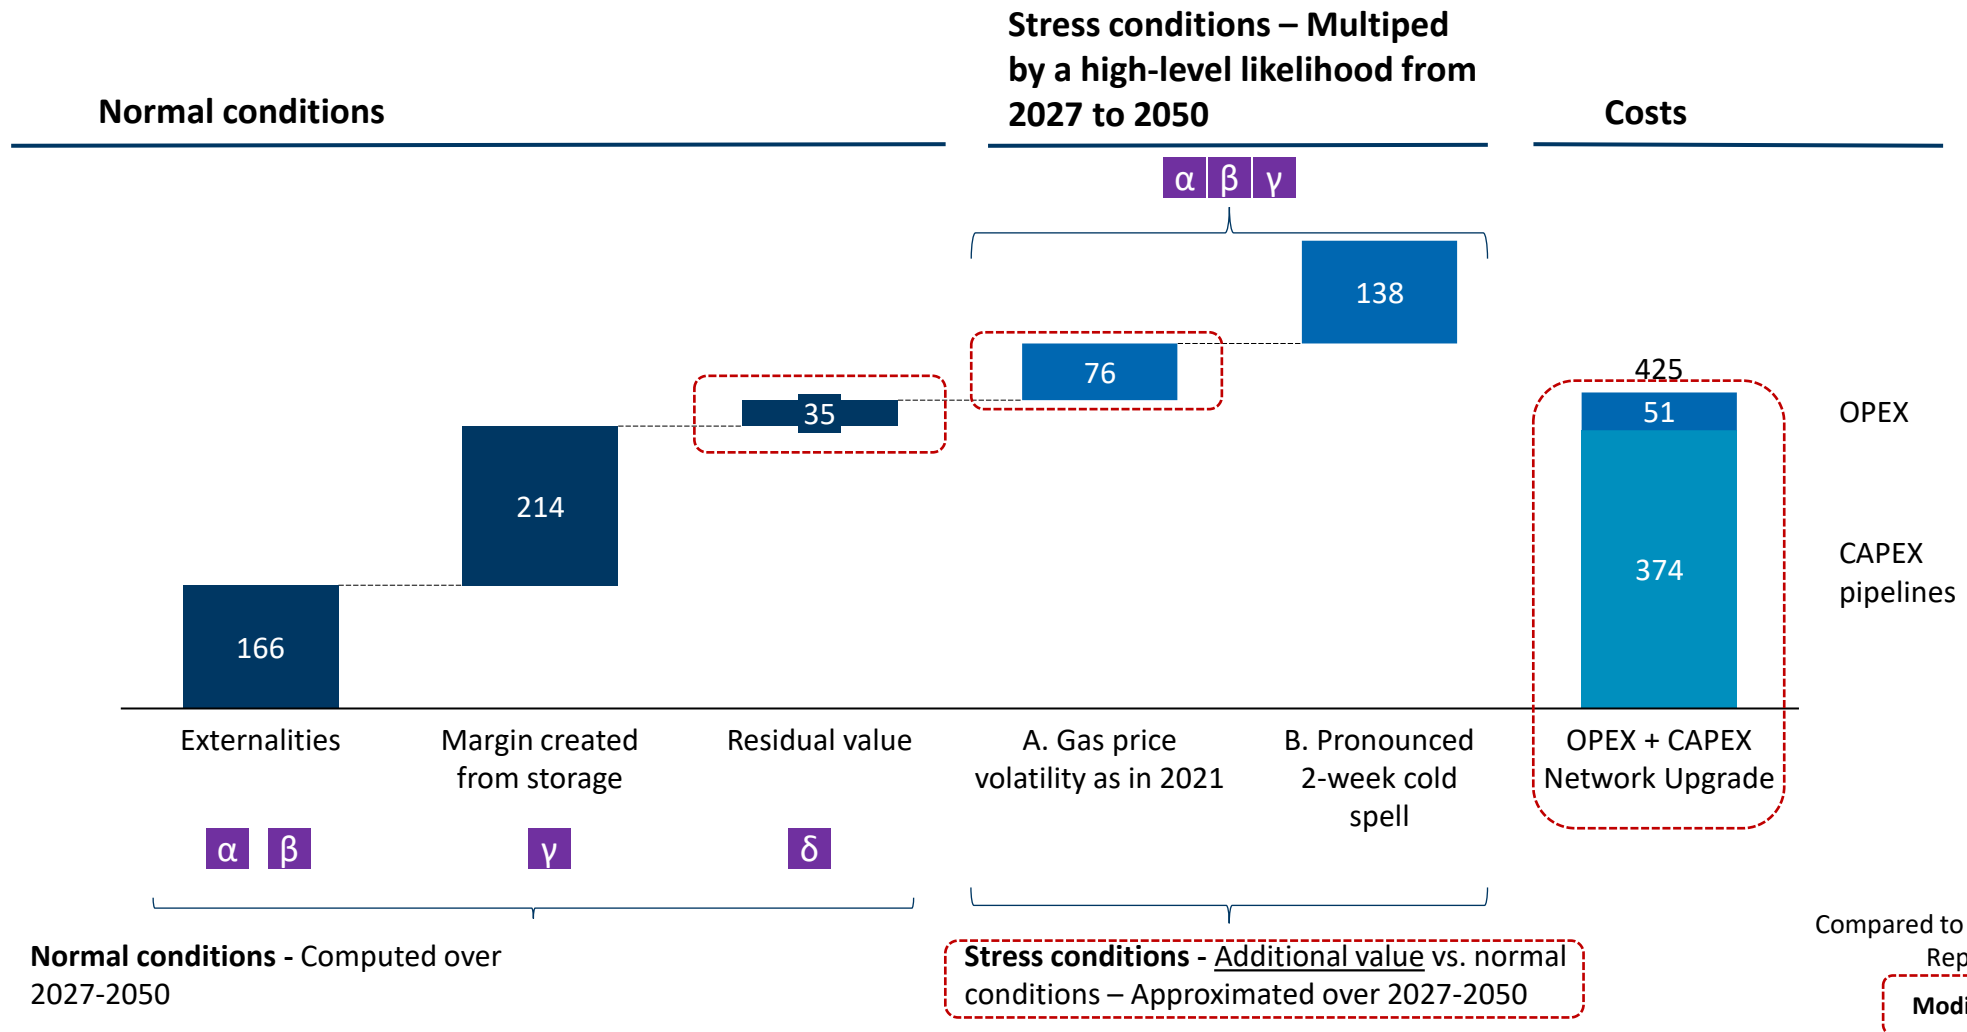 Stress conditions – Multiped
by a high-level likelihood from
2027 to 2050
Normal conditions
Costs
α β γ
138
76
425
35
51
OPEX
214
374
CAPEX
pipelines
166
Externalities
Margin created
from storage
Residual value
A. Gas price
volatility as in 2021
B. Pronounced
2-week cold
spell
OPEX + CAPEX
Network Upgrade
α β
γ
δ
Normal conditions - Computed over
2027-2050
Stress conditions - Additional value vs. normal
conditions – Approximated over 2027-2050
Compared to